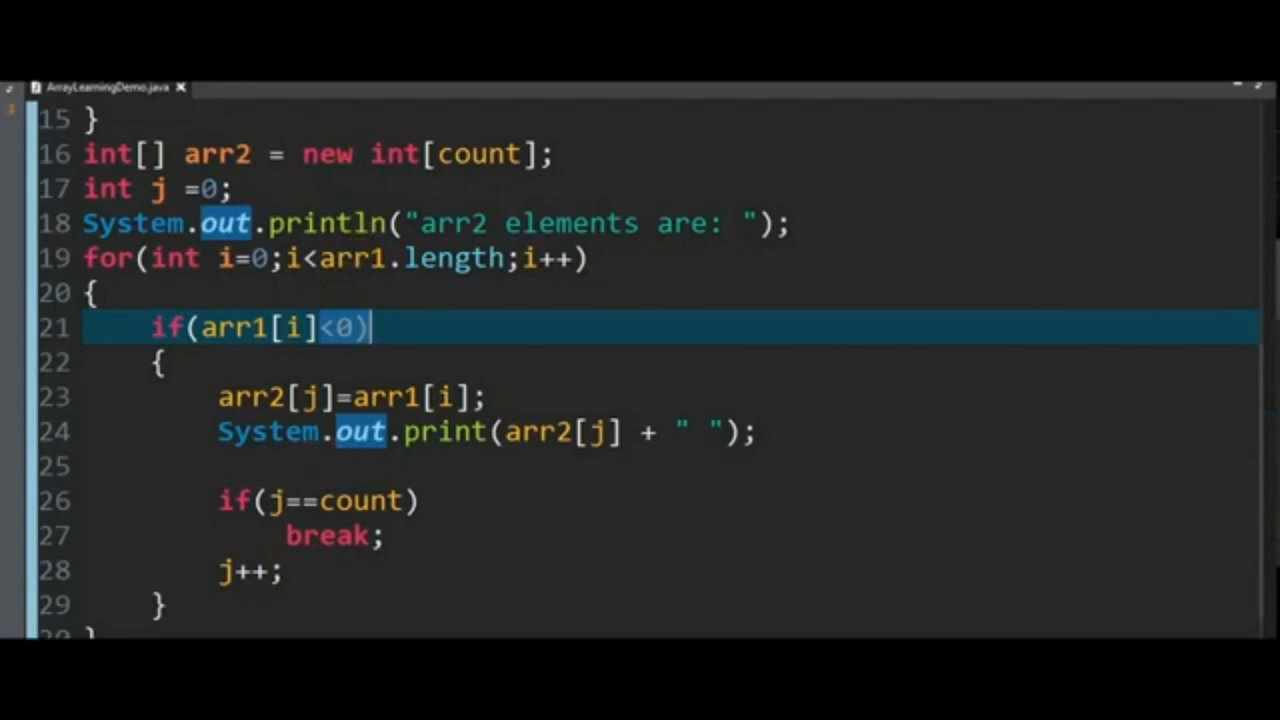 ArrayLearningDemo.java
15 }
16 int[] arr2 = new int[count];
17 int j =0;
18 System.out.println("arr2 elements are: ");
19 for(int i=0;i<arr1.length;i++)
20 {
21 if(arr1[i]<0)
22 {
23 arr2[j]=arr1[i];
24 System.out.print(arr2[j] + " ");
25
26 if(j==count)
27 break;
28 j++;
29 }
30 }